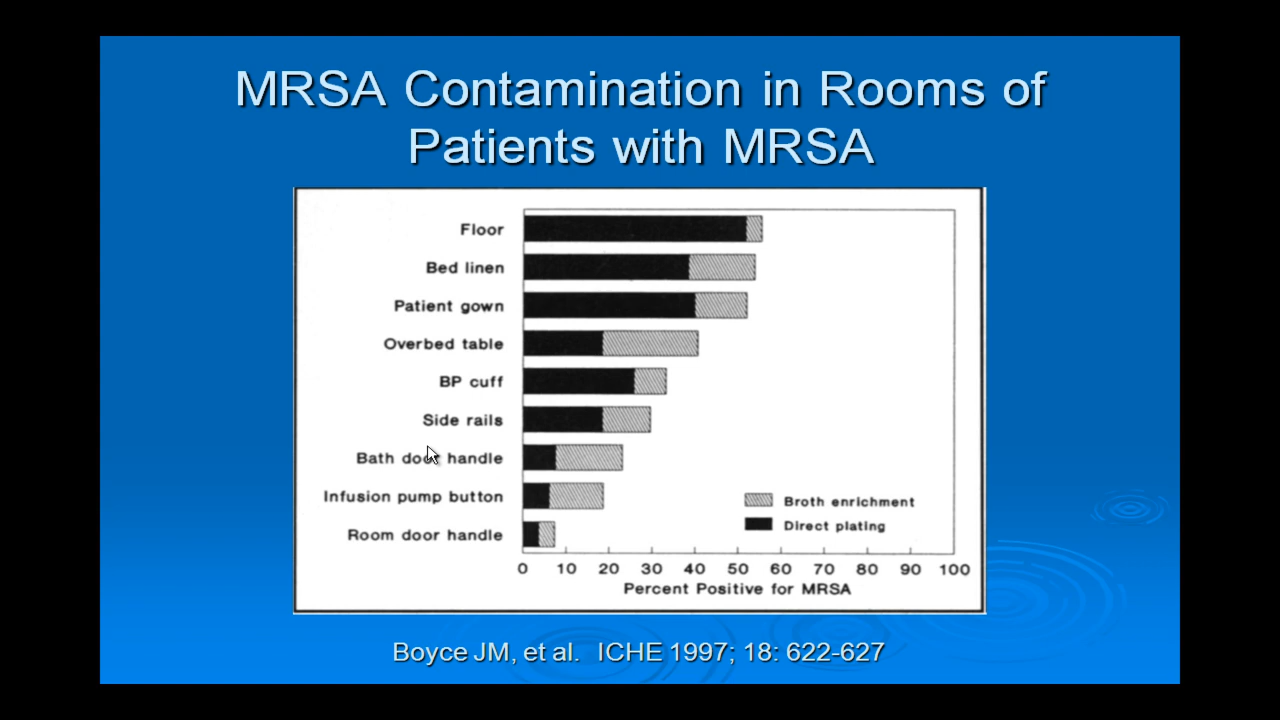 MRSA Contamination in Rooms of
Patients with MRSA
Floor
Bed linen
Patient gown
Overbed table
BP cuff
Side rails
Bath door handle
Infusion pump button
Room door handle
Broth enrichment
Direct plating
0 10 20 30 40 50 60 70 80 90 100
Percent Positive for MRSA
Boyce JM, et al. ICHE 1997; 18: 622-627